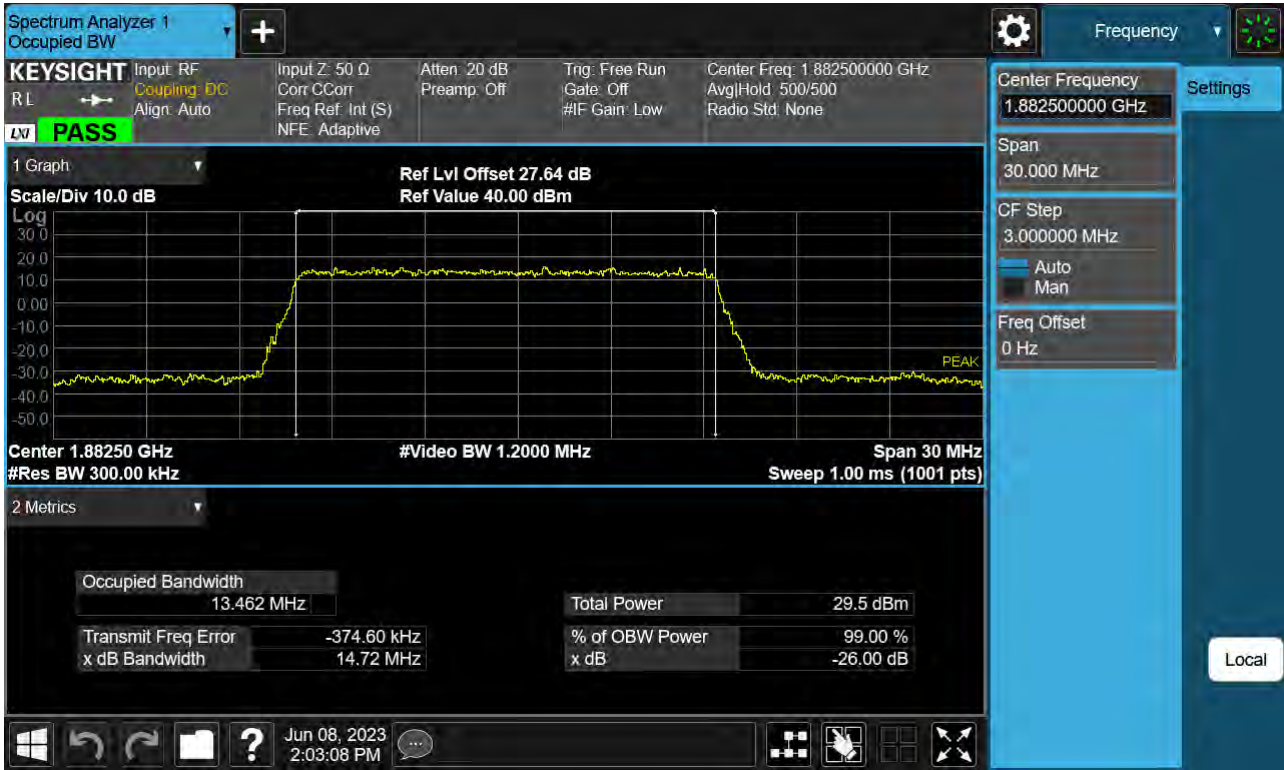 Spectrum Analyzer 1
Occupied BW
Frequency
KEYSIGHT
R L
LXI
PASS
Input: RF
Coupling: DC
Align: Auto
Input Z: 50 Ω
Corr CCorr
Freq Ref: Int (S)
NFE: Adaptive
Atten: 20 dB
Preamp: Off
Trig: Free Run
Gate: Off
#IF Gain: Low
Center Freq: 1.882500000 GHz
Avg|Hold: 500/500
Radio Std: None
1 Graph
Scale/Div 10.0 dB
Ref Lvl Offset 27.64 dB
Ref Value 40.00 dBm
Log
30.0
20.0
10.0
0.00
-10.0
-20.0
-30.0
-40.0
-50.0
PEAK
Center 1.88250 GHz
#Video BW 1.2000 MHz
Span 30 MHz
#Res BW 300.00 kHz
Sweep 1.00 ms (1001 pts)
2 Metrics
Occupied Bandwidth
13.462 MHz
Total Power 29.5 dBm
Transmit Freq Error -374.60 kHz
% of OBW Power 99.00 %
x dB Bandwidth 14.72 MHz
x dB -26.00 dB
Center Frequency
1.882500000 GHz
Settings
Span
30.000 MHz
CF Step
3.000000 MHz
Auto
Man
Freq Offset
0 Hz
Local
?
Jun 08, 2023
2:03:08 PM